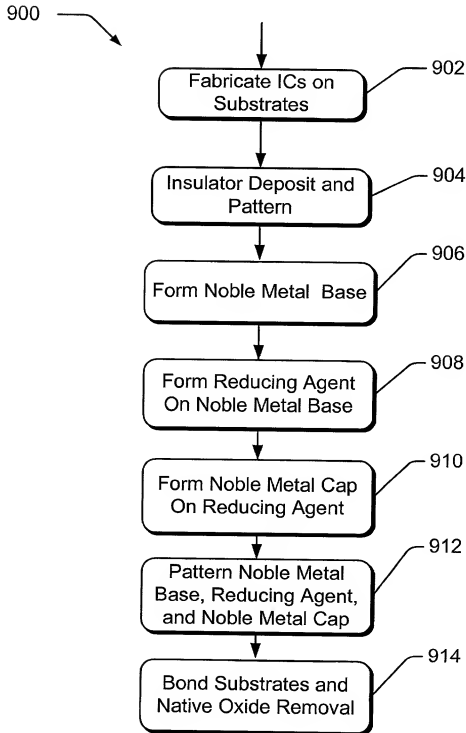 900
902
Fabricate ICs on
Substrates
904
Insulator Deposit and
Pattern
906
Form Noble Metal Base
908
Form Reducing Agent
On Noble Metal Base
910
Form Noble Metal Cap
On Reducing Agent
912
Pattern Noble Metal
Base, Reducing Agent,
and Noble Metal Cap
914
Bond Substrates and
Native Oxide Removal